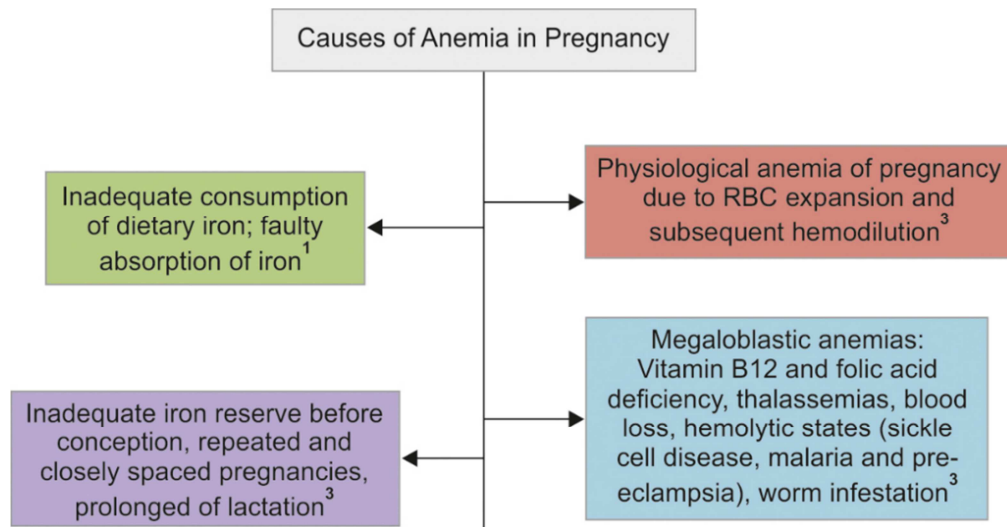 Causes of Anemia in Pregnancy
Inadequate consumption
of dietary iron; faulty
absorption of iron1
Physiological anemia of pregnancy
due to RBC expansion and
subsequent hemodilution3
Inadequate iron reserve before
conception, repeated and
closely spaced pregnancies,
prolonged of lactation3
Megaloblastic anemias:
Vitamin B12 and folic acid
deficiency, thalassemias, blood
loss, hemolytic states (sickle
cell disease, malaria and pre-
eclampsia), worm infestation3